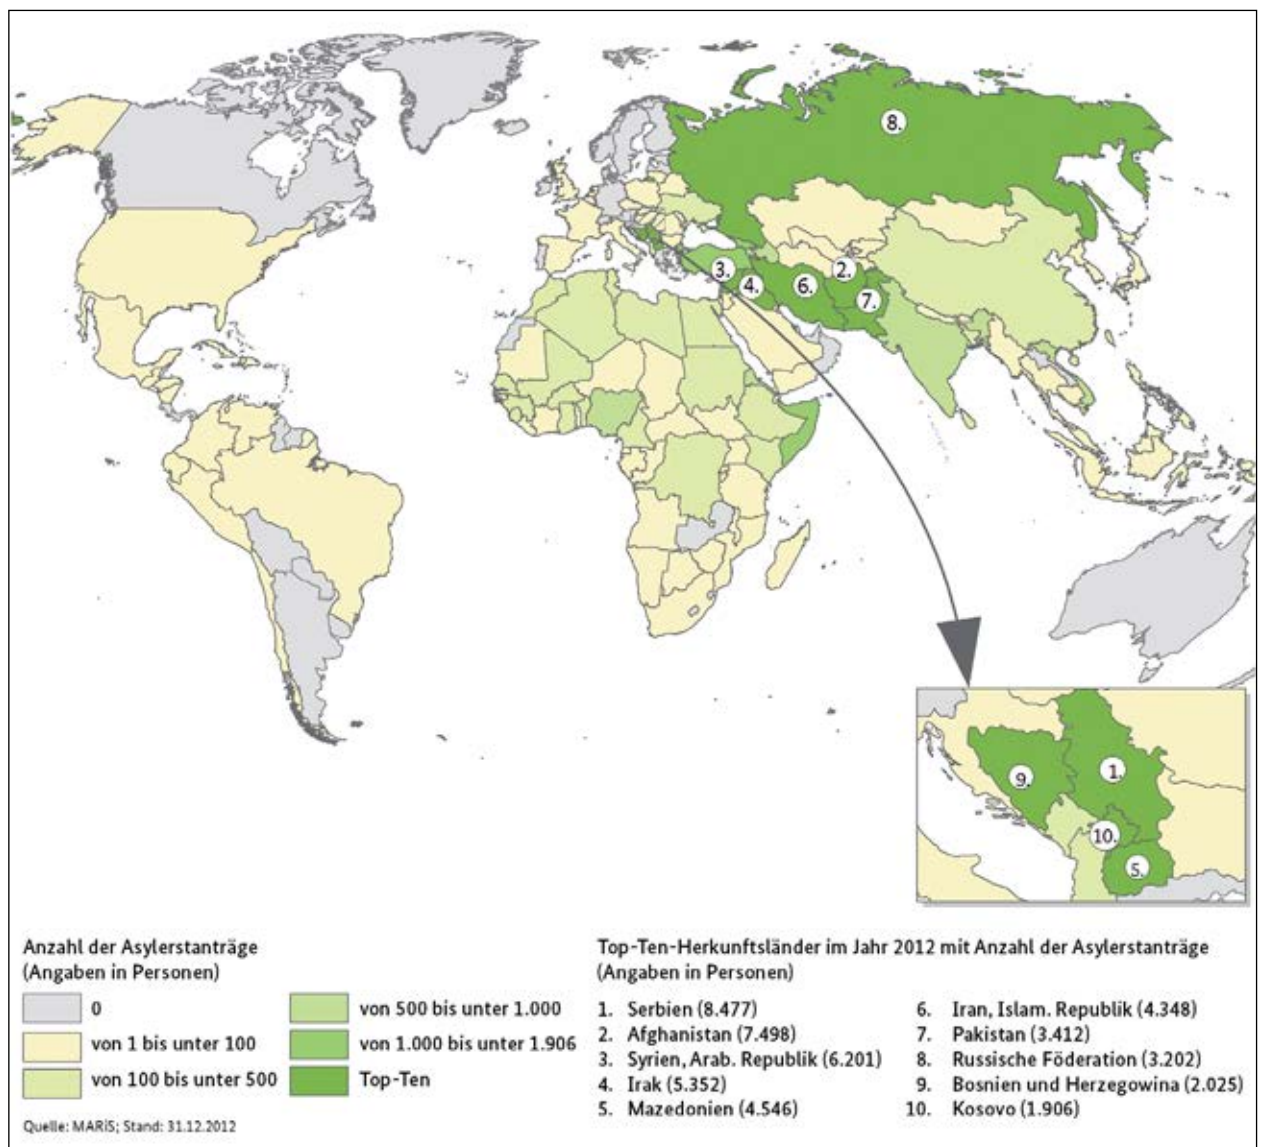 8.
3.
2.
4.
6.
7.
9.
1.
10.
5.
Anzahl der Asylerstanträge
(Angaben in Personen)
0
von 1 bis unter 100
von 100 bis unter 500
von 500 bis unter 1.000
von 1.000 bis unter 1.906
Top-Ten
Quelle: MARiS; Stand: 31.12.2012
Top-Ten-Herkunftsländer im Jahr 2012 mit Anzahl der Asylerstanträge
(Angaben in Personen)
1. Serbien (8.477)
2. Afghanistan (7.498)
3. Syrien, Arab. Republik (6.201)
4. Irak (5.352)
5. Mazedonien (4.546)
6. Iran, Islam. Republik (4.348)
7. Pakistan (3.412)
8. Russische Föderation (3.202)
9. Bosnien und Herzegowina (2.025)
10. Kosovo (1.906)